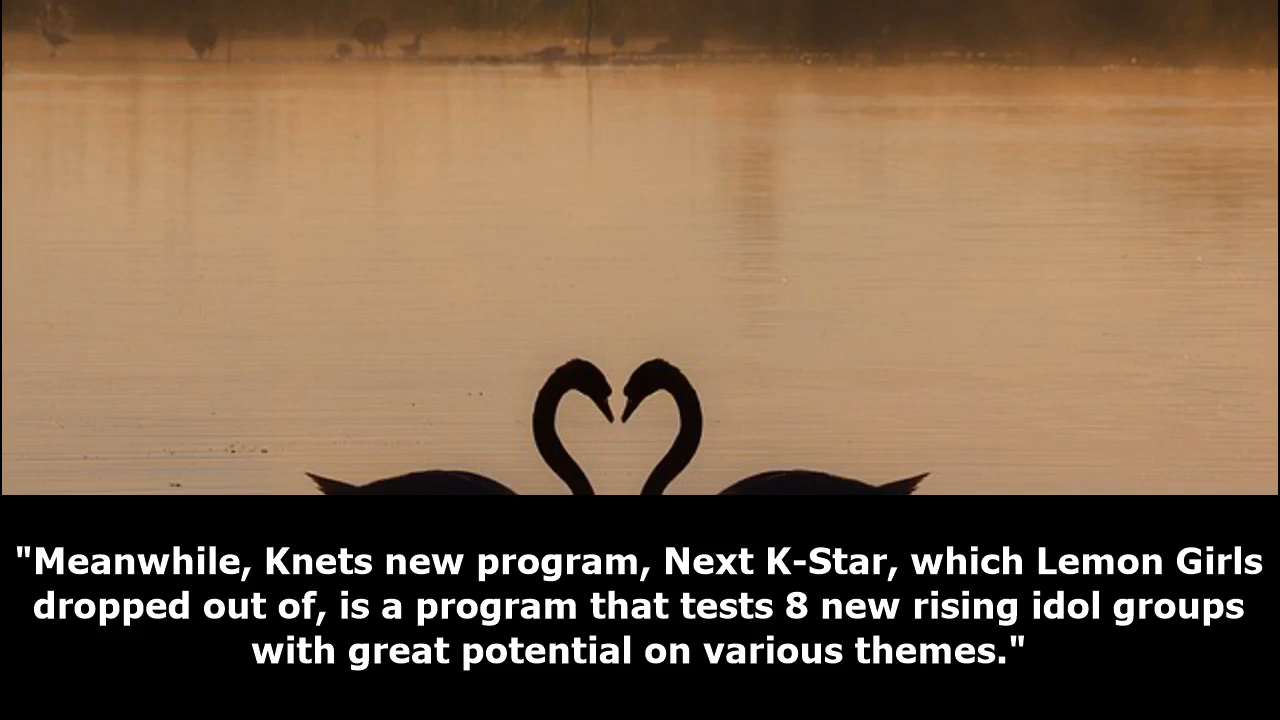 "Meanwhile, Knets new program, Next K-Star, which Lemon Girls
dropped out of, is a program that tests 8 new rising idol groups
with great potential on various themes."